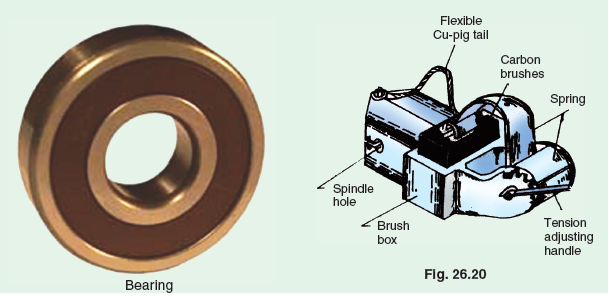 Flexible
Cu-pig tail
Carbon
brushes
Spring
Spindle
hole
Brush
box
Tension
adjusting
handle
Bearing
Fig. 26.20